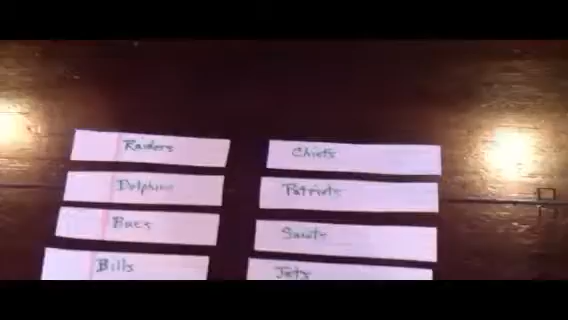 Raiders
Chiefs
Dolphins
Patriots
Bucs
Saints
Bills
Jets